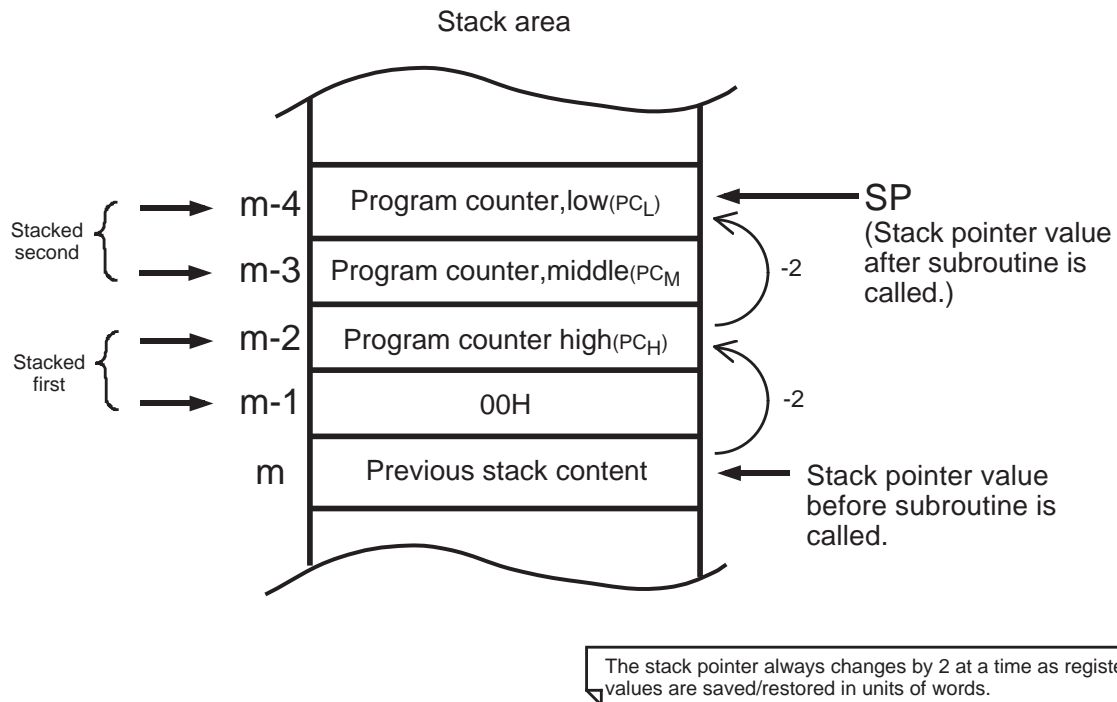 Stack area
Stacked
second
m-4
Program counter,low(PCL)
SP
(Stack pointer value
after subroutine is
called.)
m-3
Program counter,middle(PCM
-2
Stacked
first
m-2
Program counter high(PCH)
m-1
00H
-2
m
Previous stack content
Stack pointer value
before subroutine is
called.
The stack pointer always changes by 2 at a time as registe
values are saved/restored in units of words.